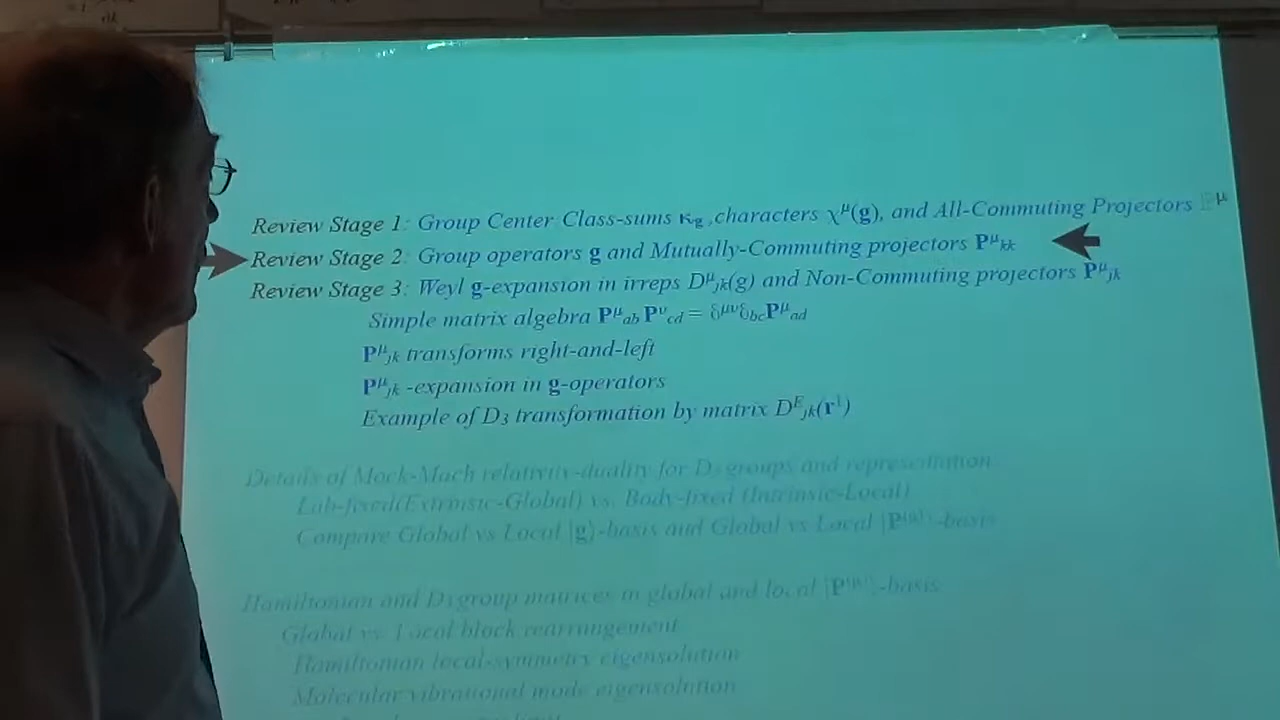 Review Stage 1: Group Center Class-sums κg, characters χμ(g), and All-Commuting Projectors ℙμ
Review Stage 2: Group operators g and Mutually-Commuting projectors Pμkk
Review Stage 3: Weyl g-expansion in irreps Dμjk(g) and Non-Commuting projectors Pμjk
Simple matrix algebra Pμab Pνcd = δμνδbcPμad
Pμjk transforms right-and-left
Pμjk -expansion in g-operators
Example of D3 transformation by matrix DEjk(r1)
Details of Mock-Mach relativity-duality for D3 groups and representation
Lab-fixed(Extrinsic-Global) vs. Body-fixed (Intrinsic-Local)
Compare Global vs Local |g⟩-basis and Global vs Local |P(μ)⟩-basis
Hamiltonian and D3 group matrices in global and local |P(μ)⟩-basis
Global vs. Local block rearrangement
Hamiltonian local-symmetry eigensolution
Molecular vibrational mode eigensolution